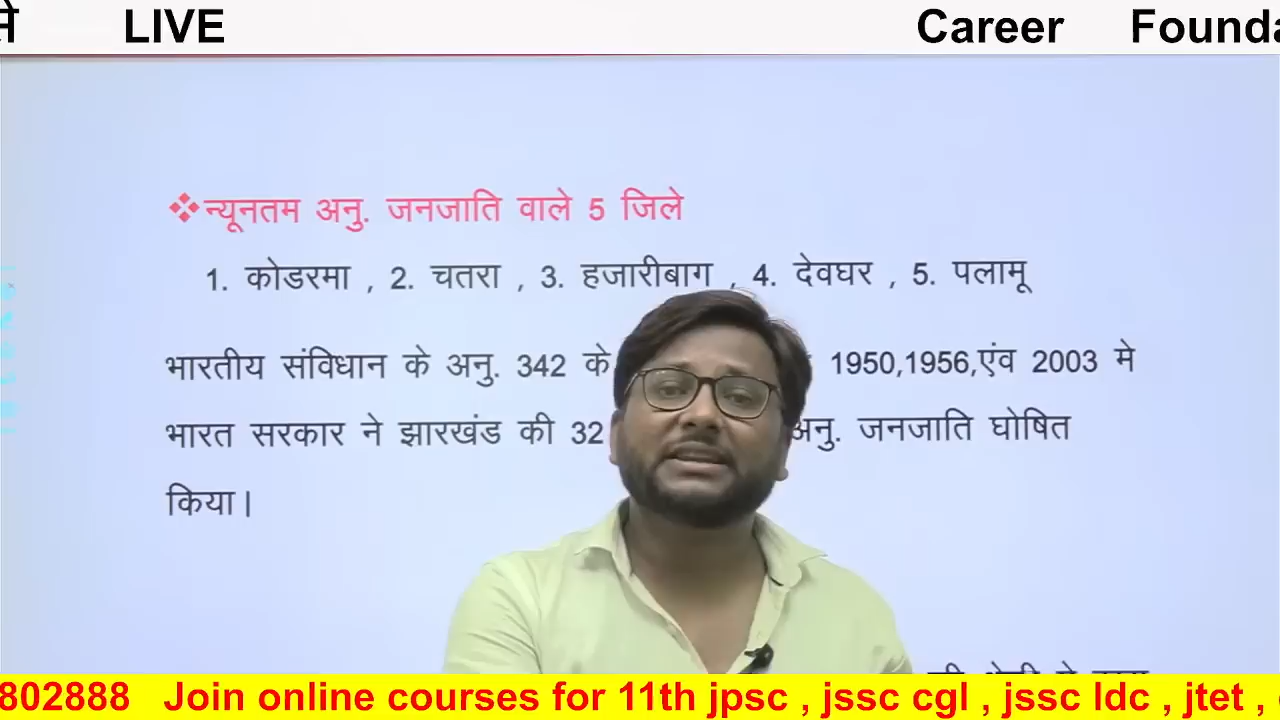 से LIVE Career Founda
❖न्यूनतम अनु. जनजाति वाले 5 जिले
1. कोडरमा , 2. चतरा , 3. हजारीबाग , 4. देवघर , 5. पलामू
भारतीय संविधान के अनु. 342 के 1950,1956,एंव 2003 मे
भारत सरकार ने झारखंड की 32 अनु. जनजाति घोषित
किया।
802888 Join online courses for 11th jpsc , jssc cgl , jssc ldc , jtet ,